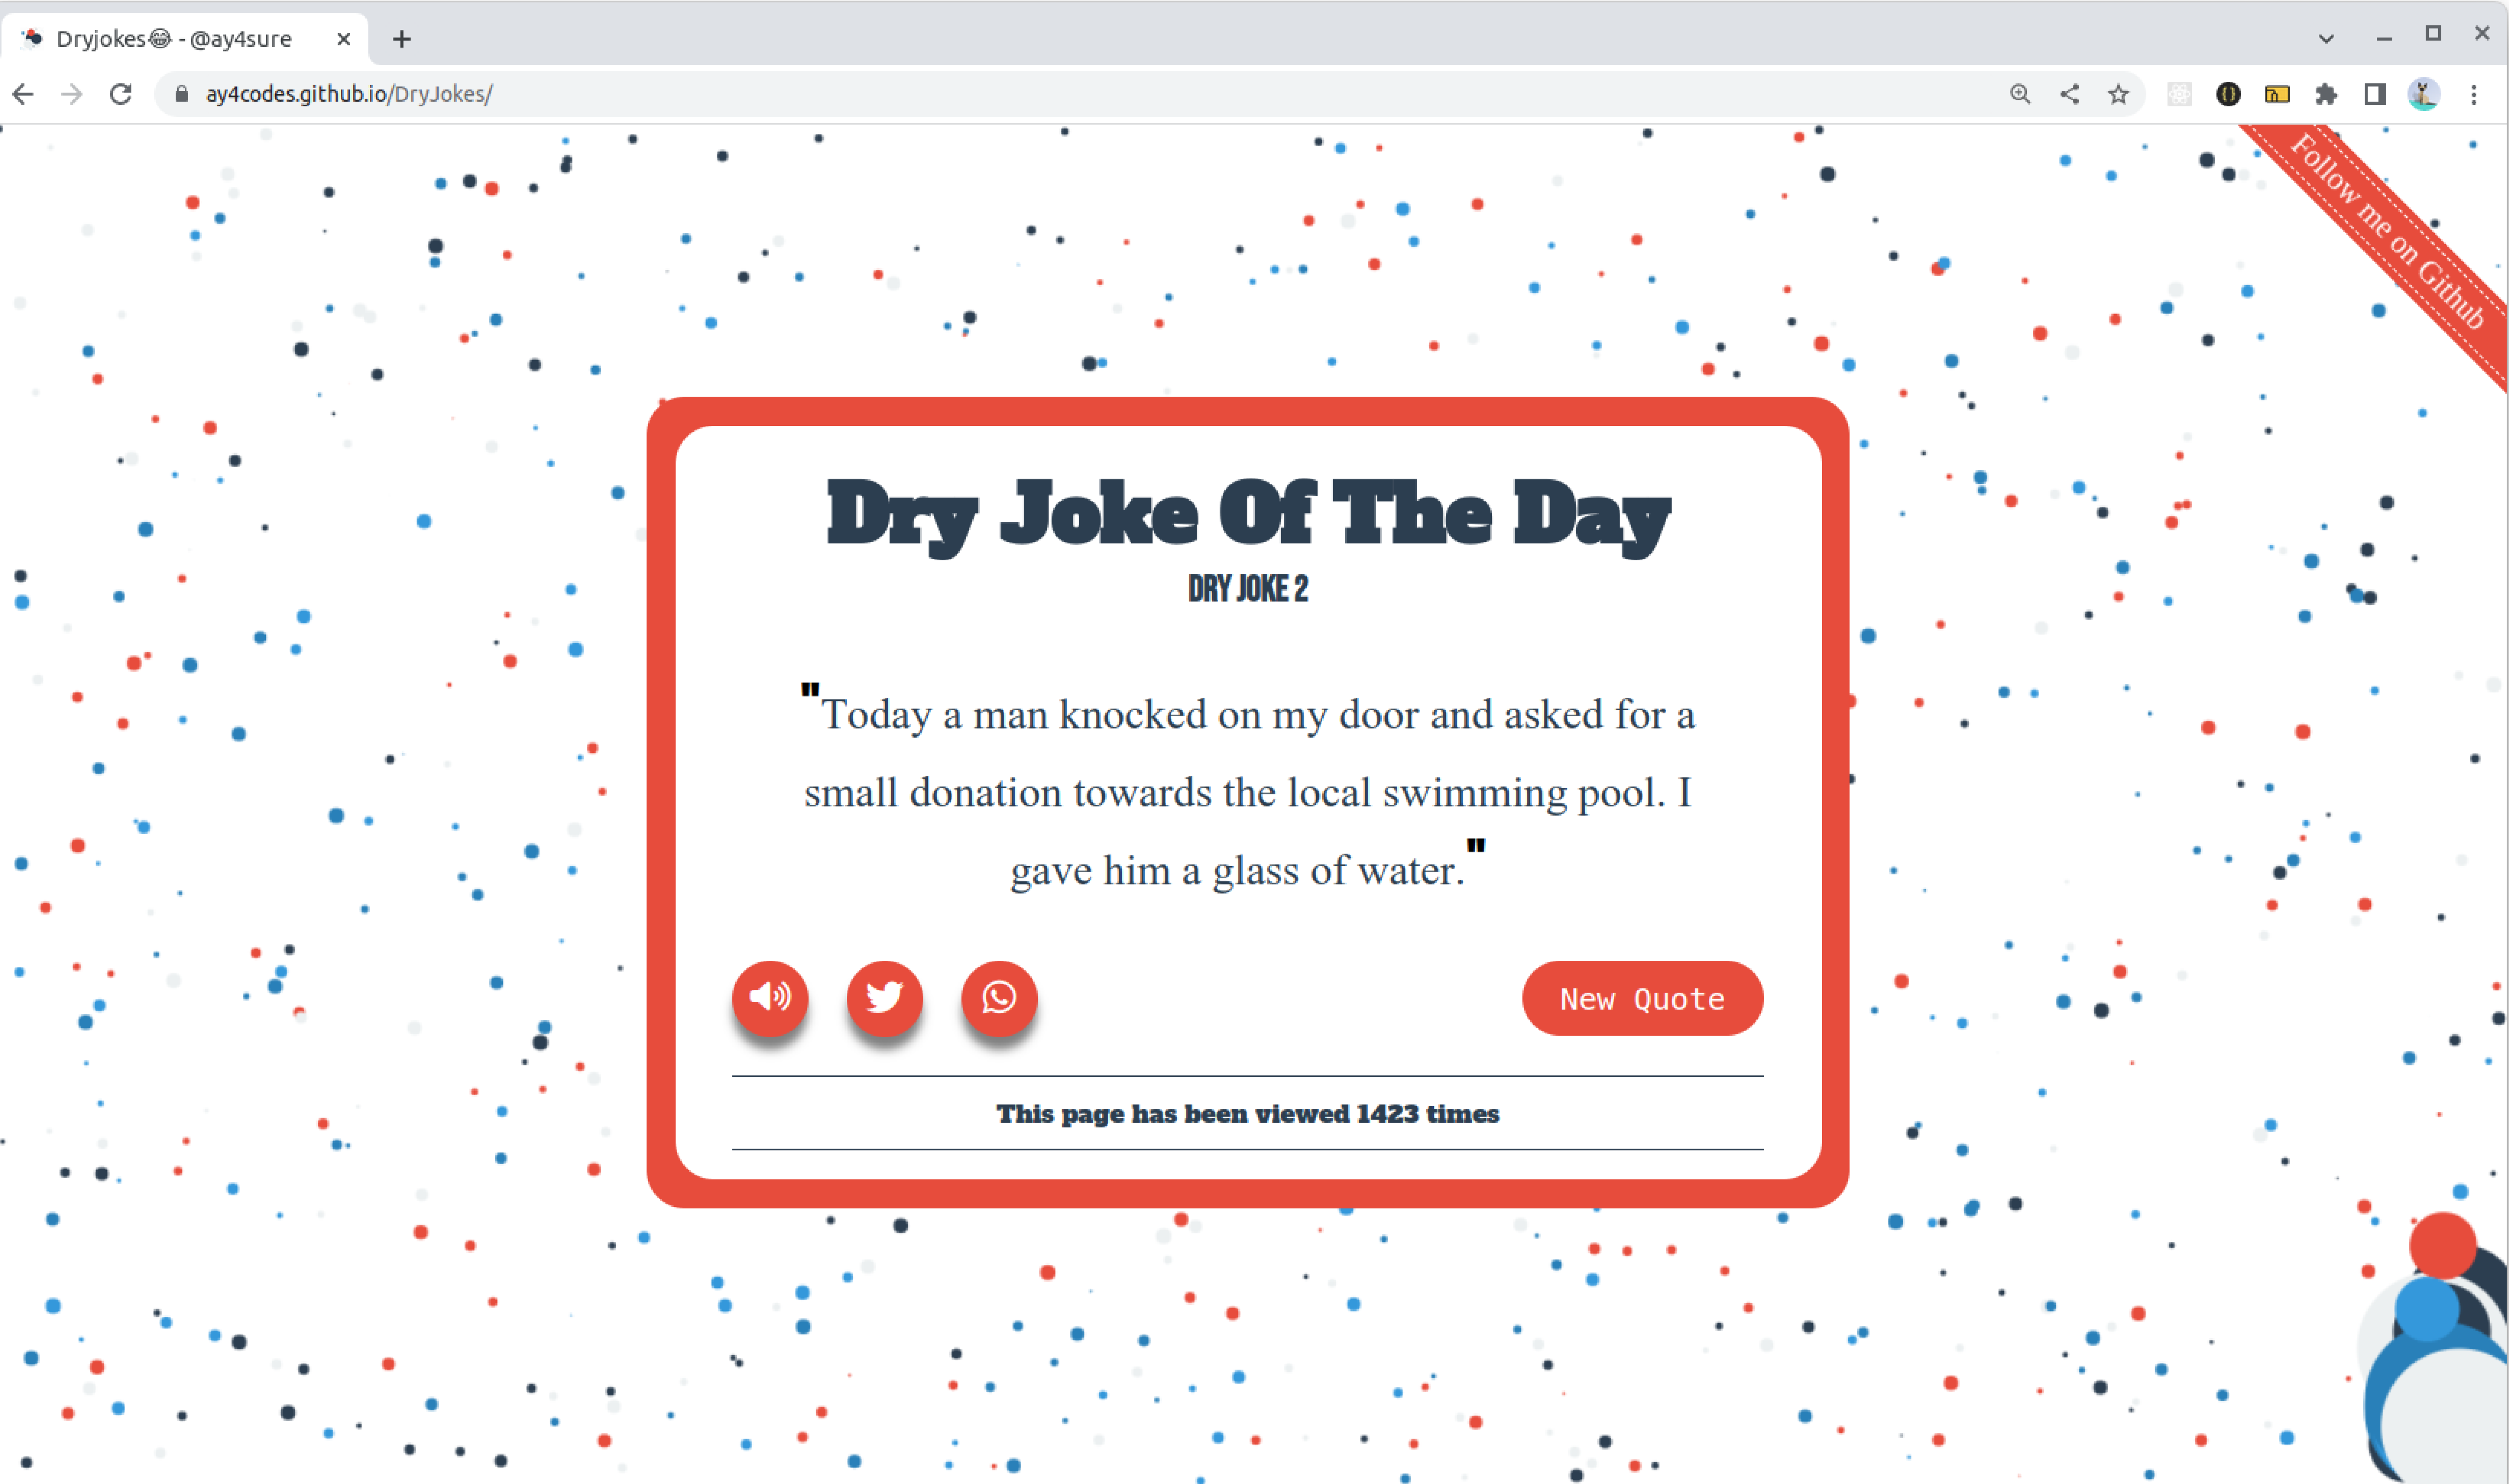 Dryjokes😂 - @ay4sure
ay4codes.github.io/DryJokes/
Follow me on Github
Dry Joke Of The Day
DRY JOKE 2
"Today a man knocked on my door and asked for a
small donation towards the local swimming pool. I
gave him a glass of water."
New Quote
This page has been viewed 1423 times